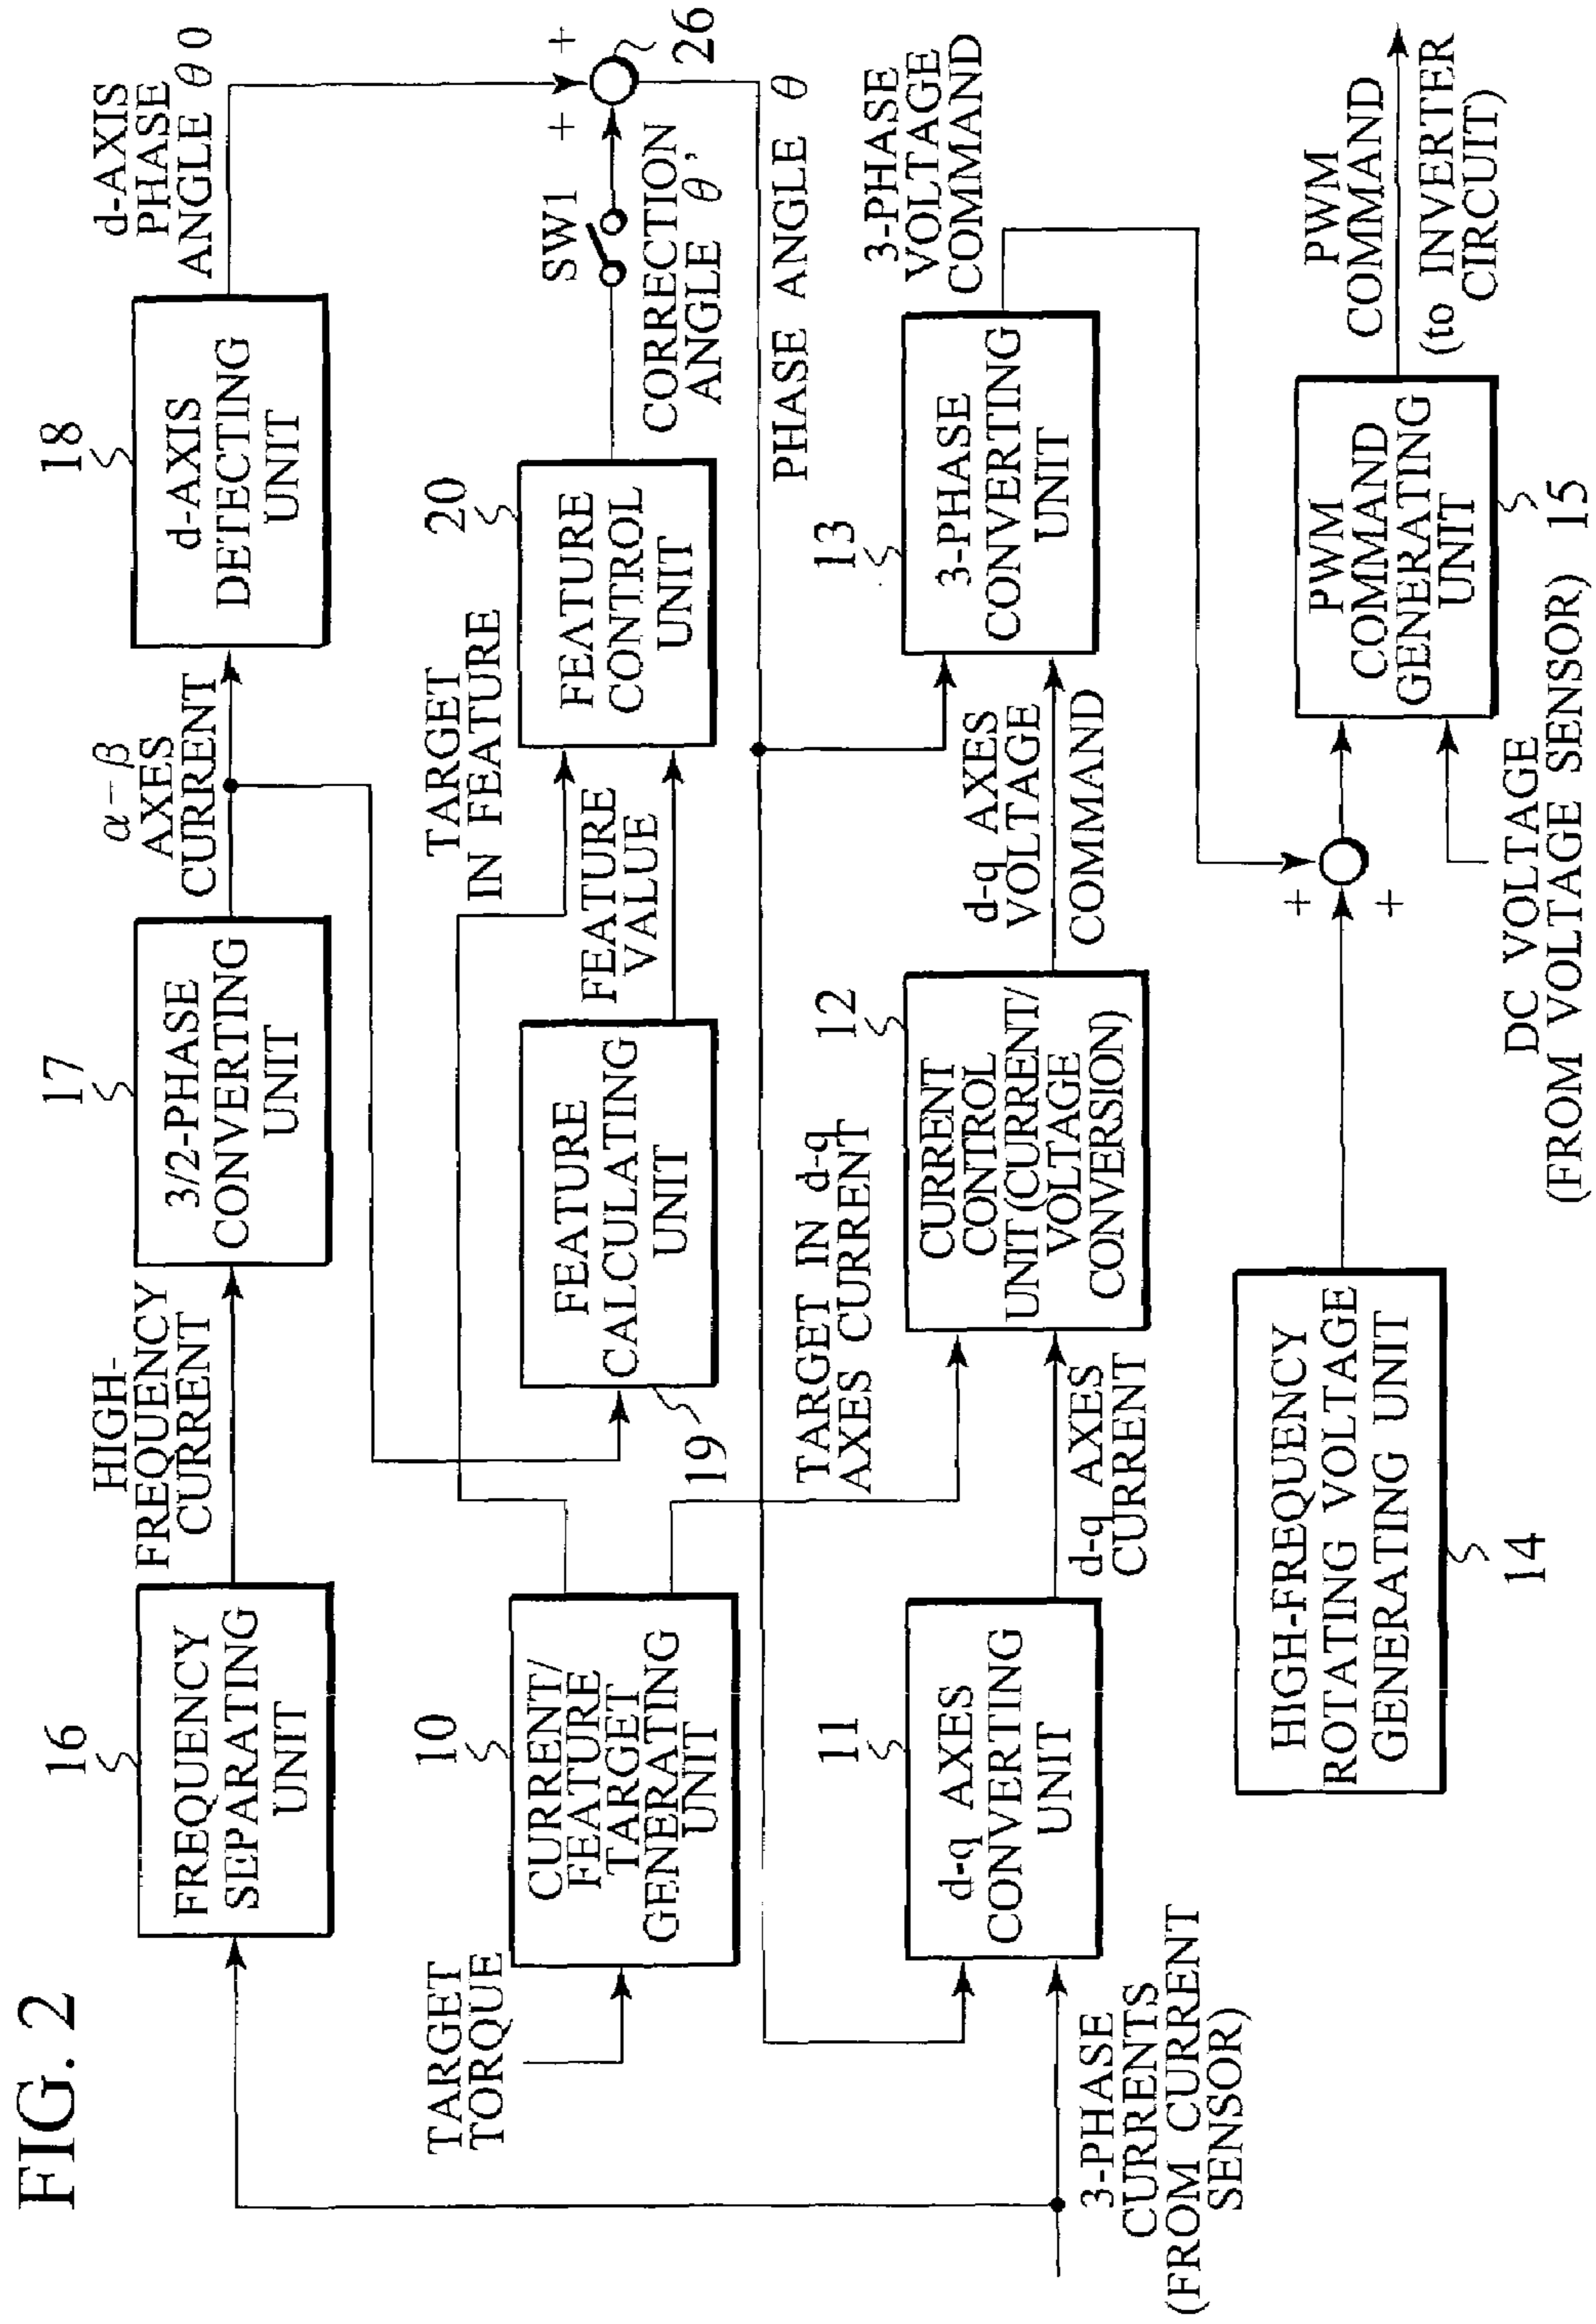 FIG. 2
16
FREQUENCY
SEPARATING
UNIT
HIGH-
FREQUENCY
CURRENT
17
3/2-PHASE
CONVERTING
UNIT
α−β
AXES
CURRENT
18
d-AXIS
DETECTING
UNIT
d-AXIS
PHASE
ANGLE θ0
TARGET
TORQUE
10
CURRENT/
FEATURE
TARGET
GENERATING
UNIT
19
FEATURE
CALCULATING
UNIT
FEATURE
VALUE
TARGET
IN FEATURE
20
FEATURE
CONTROL
UNIT
SW1
CORRECTION
ANGLE θ'
+
+
26
PHASE ANGLE θ
3-PHASE
CURRENTS
(FROM CURRENT
SENSOR)
11
d-q AXES
CONVERTING
UNIT
d-q AXES
CURRENT
TARGET IN d-q
AXES CURRENT
12
CURRENT
CONTROL
UNIT(CURRENT/
VOLTAGE
CONVERSION)
d-q AXES
VOLTAGE
COMMAND
13
3-PHASE
CONVERTING
UNIT
3-PHASE
VOLTAGE
COMMAND
HIGH-FREQUENCY
ROTATING VOLTAGE
GENERATING UNIT
14
+
+
DC VOLTAGE
(FROM VOLTAGE SENSOR)
PWM
COMMAND
GENERATING
UNIT
15
PWM
COMMAND
(to INVERTER
CIRCUIT)